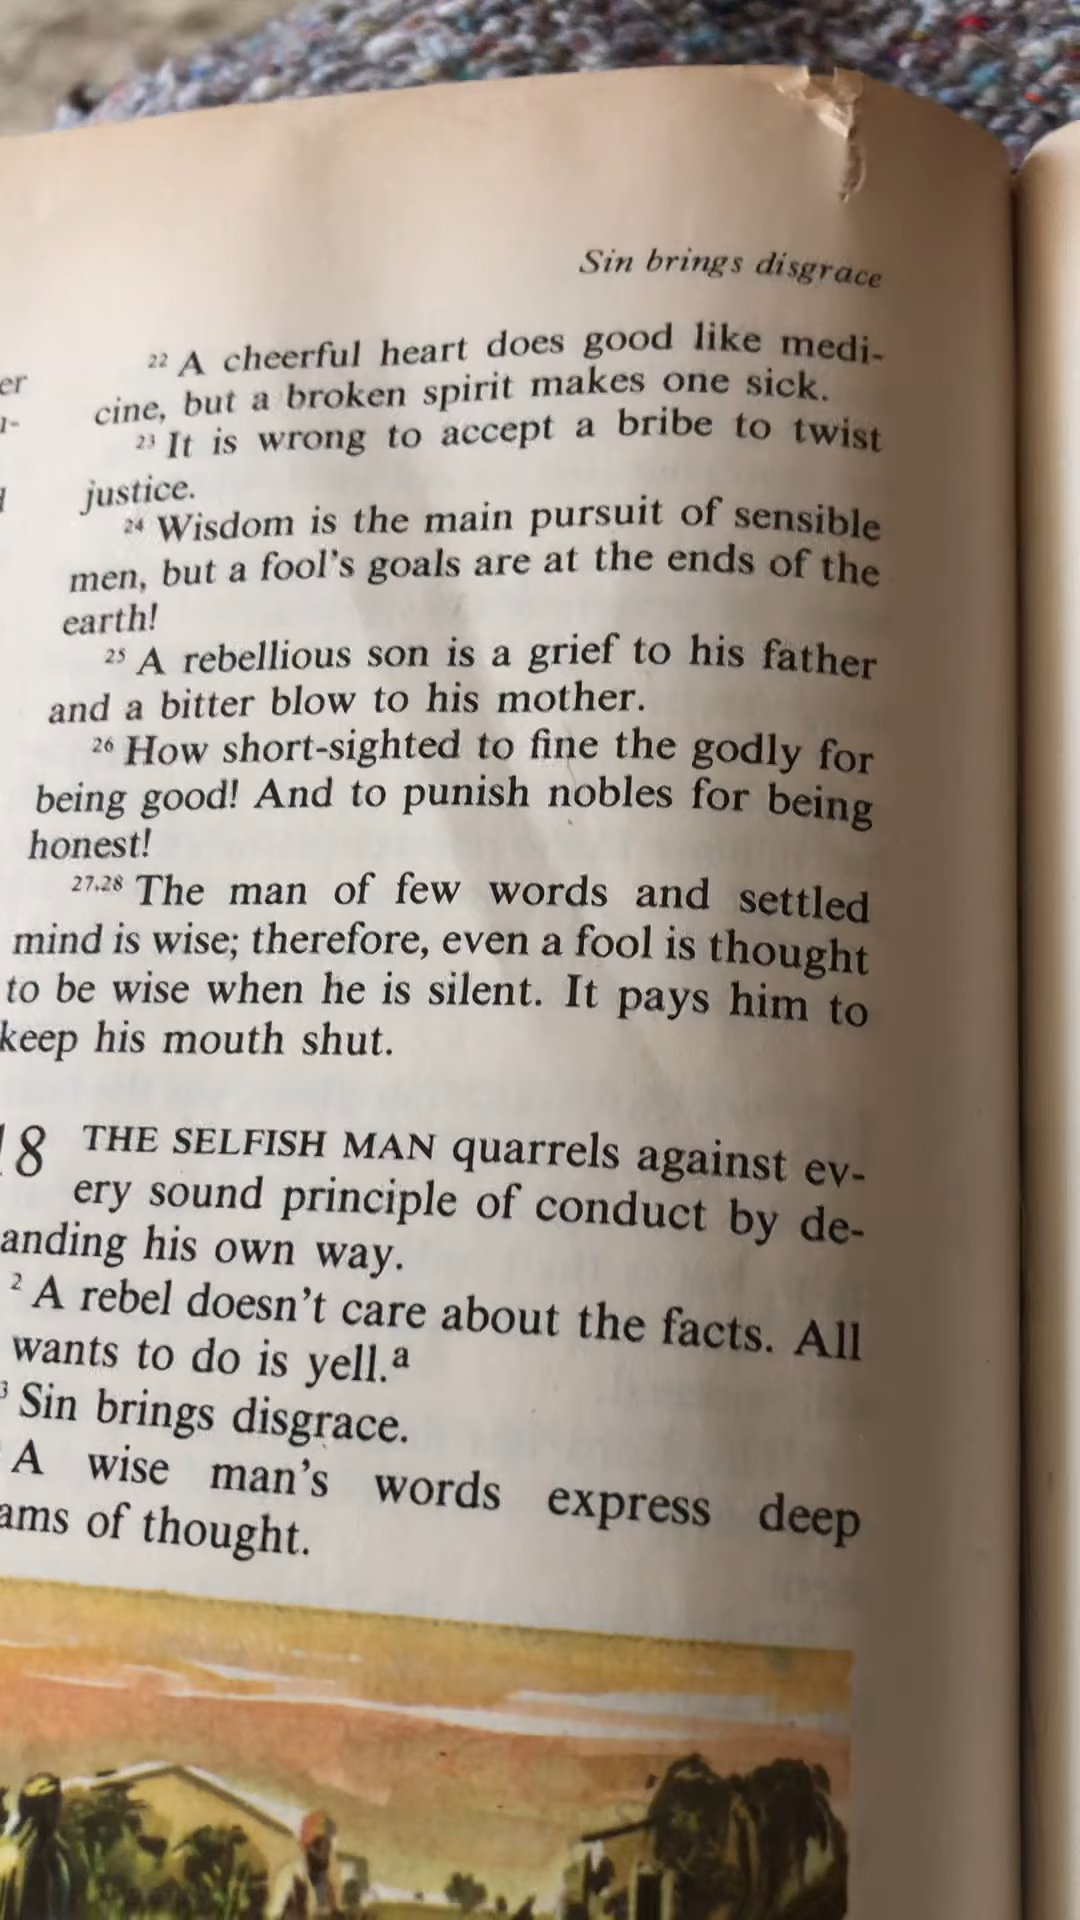 Sin brings disgrace
22 A cheerful heart does good like medi-
cine, but a broken spirit makes one sick.
23 It is wrong to accept a bribe to twist
justice.
24 Wisdom is the main pursuit of sensible
men, but a fool's goals are at the ends of the
earth!
25 A rebellious son is a grief to his father
and a bitter blow to his mother.
26 How short-sighted to fine the godly for
being good! And to punish nobles for being
honest!
27,28 The man of few words and settled
mind is wise; therefore, even a fool is thought
to be wise when he is silent. It pays him to
keep his mouth shut.
18 THE SELFISH MAN quarrels against ev-
ery sound principle of conduct by de-
anding his own way.
2 A rebel doesn't care about the facts. All
wants to do is yell.a
3 Sin brings disgrace.
A wise man's words express deep
ams of thought.